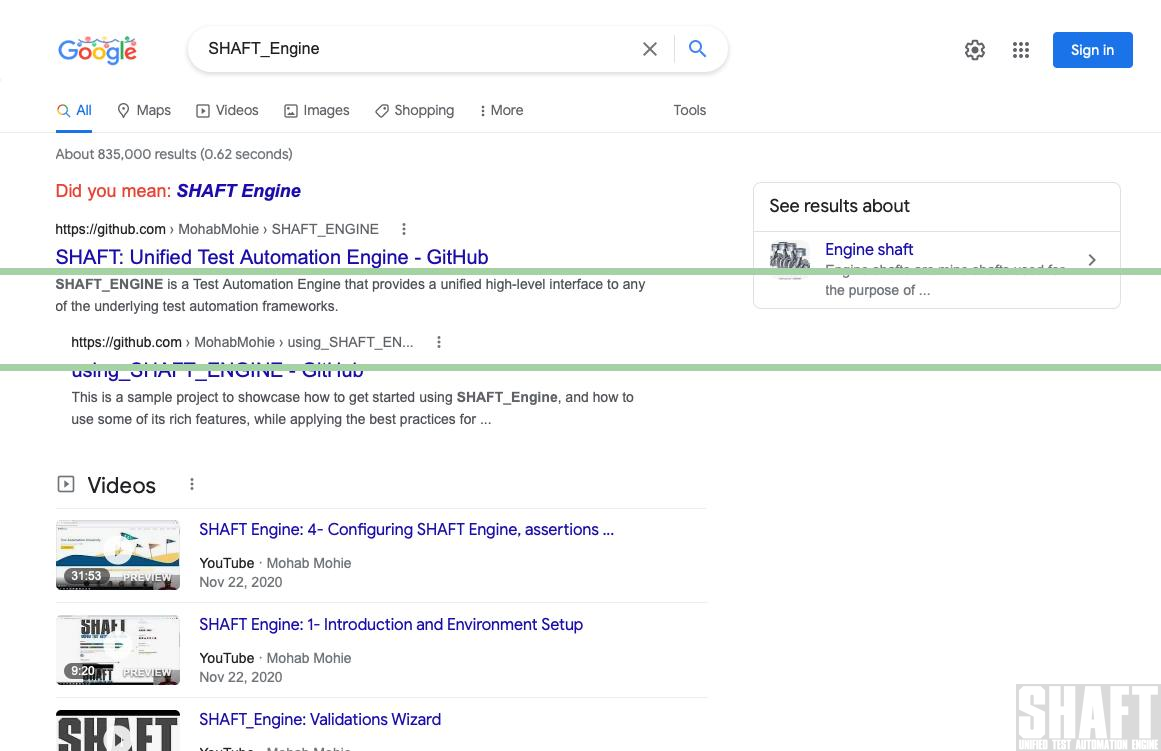 Google
SHAFT_Engine
Sign in
All Maps Videos Images Shopping More Tools
About 835,000 results (0.62 seconds)
Did you mean: SHAFT Engine
https://github.com › MohabMohie › SHAFT_ENGINE
SHAFT: Unified Test Automation Engine - GitHub
SHAFT_ENGINE is a Test Automation Engine that provides a unified high-level interface to any
of the underlying test automation frameworks.
https://github.com › MohabMohie › using_SHAFT_EN...
using_SHAFT_ENGINE - GitHub
This is a sample project to showcase how to get started using SHAFT_Engine, and how to
use some of its rich features, while applying the best practices for ...
See results about
Engine shaft
Engine shafts are mine shafts used for
the purpose of ...
Videos
SHAFT Engine: 4- Configuring SHAFT Engine, assertions ...
YouTube · Mohab Mohie
Nov 22, 2020
31:53 PREVIEW
SHAFT Engine: 1- Introduction and Environment Setup
YouTube · Mohab Mohie
Nov 22, 2020
SHAFT
9:20 PREVIEW
SHAFT_Engine: Validations Wizard
YouTube · Mohab Mohie
SHAFT
SHAFT
UNIFIED TEST AUTOMATION ENGINE